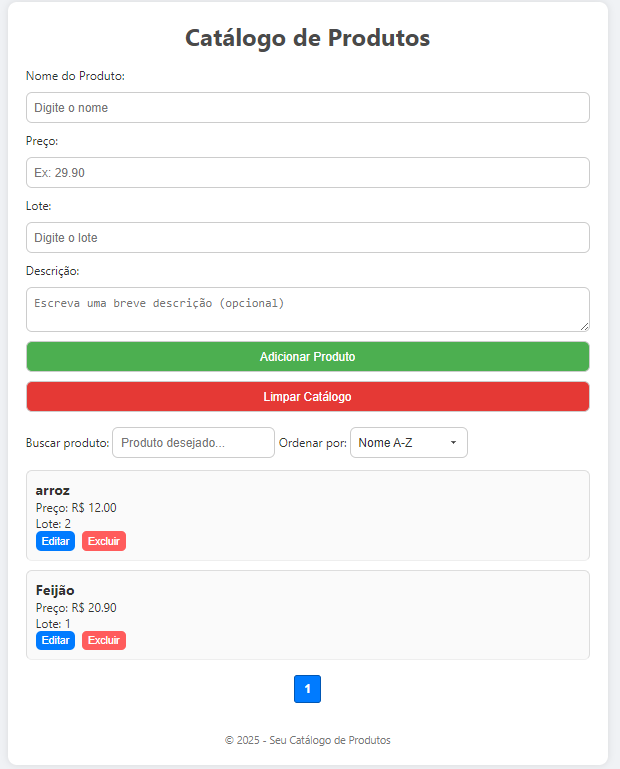 Catálogo de Produtos
Nome do Produto:
Digite o nome
Preço:
Ex: 29.90
Lote:
Digite o lote
Descrição:
Escreva uma breve descrição (opcional)
Adicionar Produto
Limpar Catálogo
Buscar produto: Produto desejado... Ordenar por: Nome A-Z
arroz
Preço: R$ 12.00
Lote: 2
Editar Excluir
Feijão
Preço: R$ 20.90
Lote: 1
Editar Excluir
1
© 2025 - Seu Catálogo de Produtos